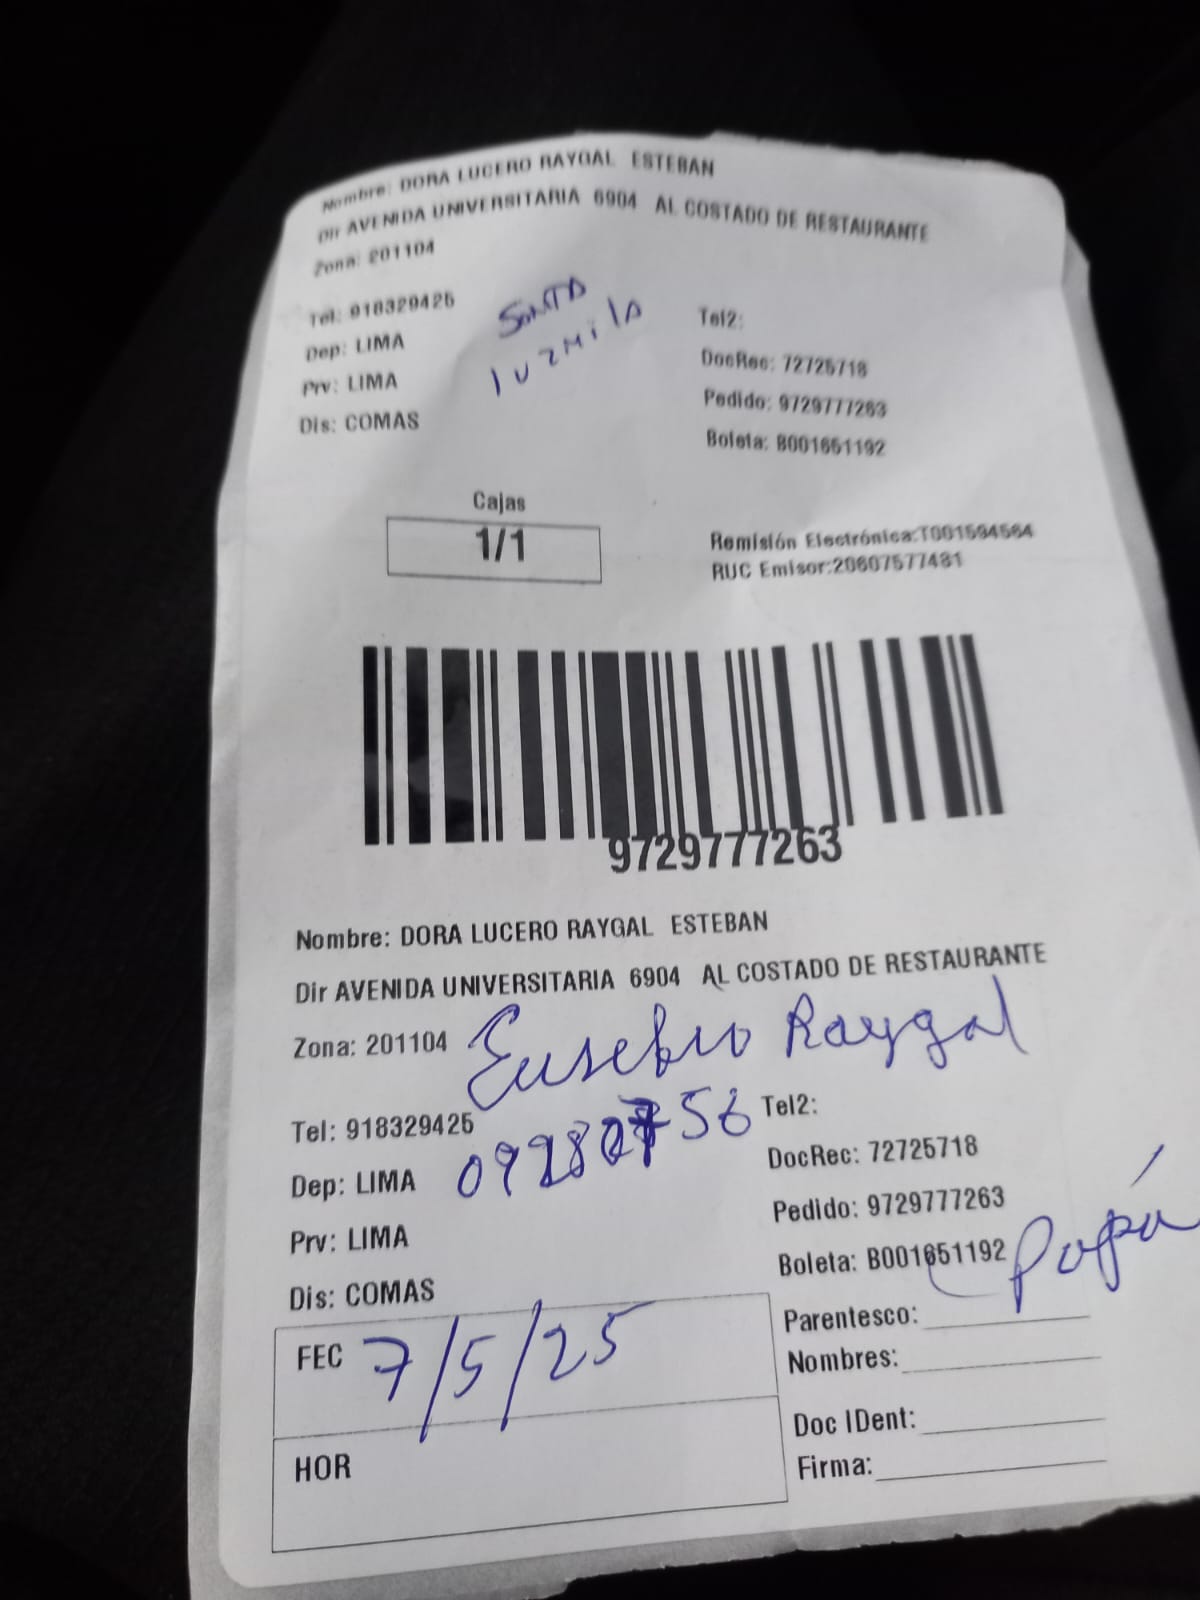 Nombre: DORA LUCERO RAYGAL ESTEBAN
Dir AVENIDA UNIVERSITARIA 6904 AL COSTADO DE RESTAURANTE
Zona: 201104
Tel: 918329425
Tel2:
SANTA
LUZMILA
Dep: LIMA
DocRec: 72725718
Prv: LIMA
Pedido: 9729777263
Dis: COMAS
Boleta: B001651192
Cajas
1/1
Remisión Electrónica:T001594564
RUC Emisor:20607577481
9729777263
Nombre: DORA LUCERO RAYGAL ESTEBAN
Dir AVENIDA UNIVERSITARIA 6904 AL COSTADO DE RESTAURANTE
Zona: 201104
Eusebio Raygal
Tel: 918329425
Tel2:
Dep: LIMA
DocRec: 72725718
Prv: LIMA
Pedido: 9729777263
Dis: COMAS
Boleta: B001651192
Papá
FEC 7/5/25
Parentesco:
Nombres:
HOR
Doc IDent:
Firma: